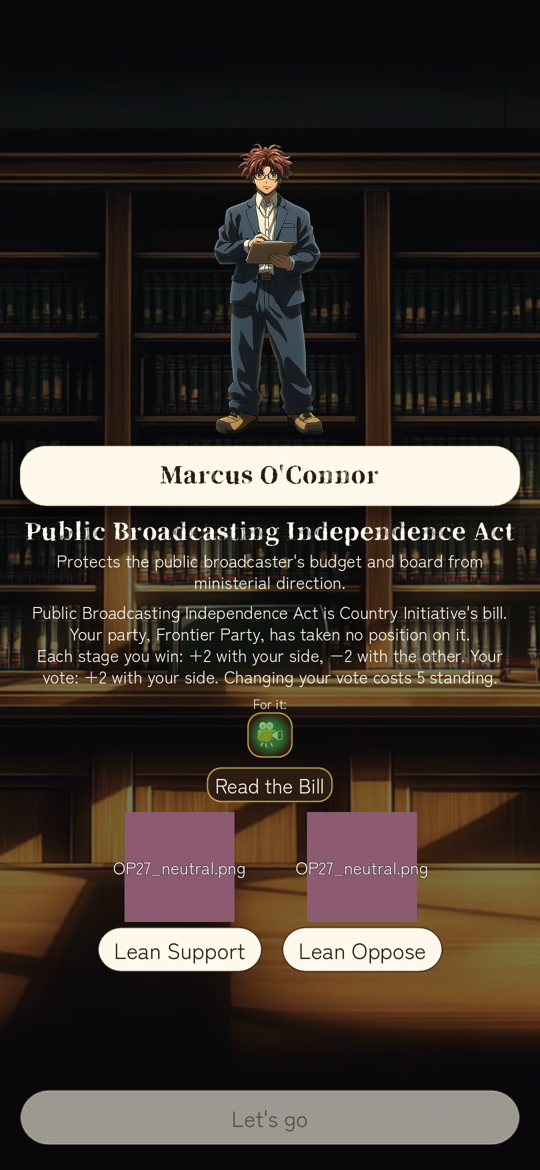 Marcus O'Connor
Public Broadcasting Independence Act
Protects the public broadcaster's budget and board from
ministerial direction.
Public Broadcasting Independence Act is Country Initiative's bill.
Your party, Frontier Party, has taken no position on it.
Each stage you win: +2 with your side, −2 with the other. Your
vote: +2 with your side. Changing your vote costs 5 standing.
For it:
Read the Bill
OP27_neutral.png OP27_neutral.png
Lean Support Lean Oppose
Let's go